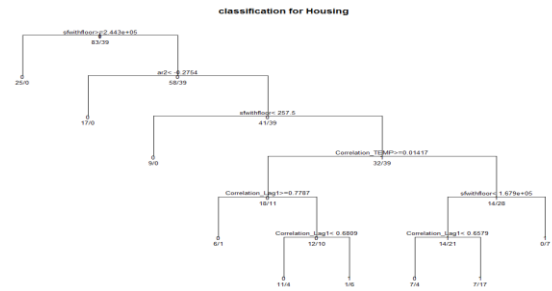 classification for Housing
sfwithfloor>=2.443e+05
83/39
25/0
58/39
ar2< -0.2754
17/0
41/39
sfwithfloor< 257.5
9/0
32/39
Correlation_TEMP>=0.01417
18/11
14/28
Correlation_Lag1>=0.7787
sfwithfloor< 1.679e+05
6/1
12/10
14/21
0/7
Correlation_Lag1< 0.6809
Correlation_Lag1< 0.6579
11/4
1/6
7/4
7/17